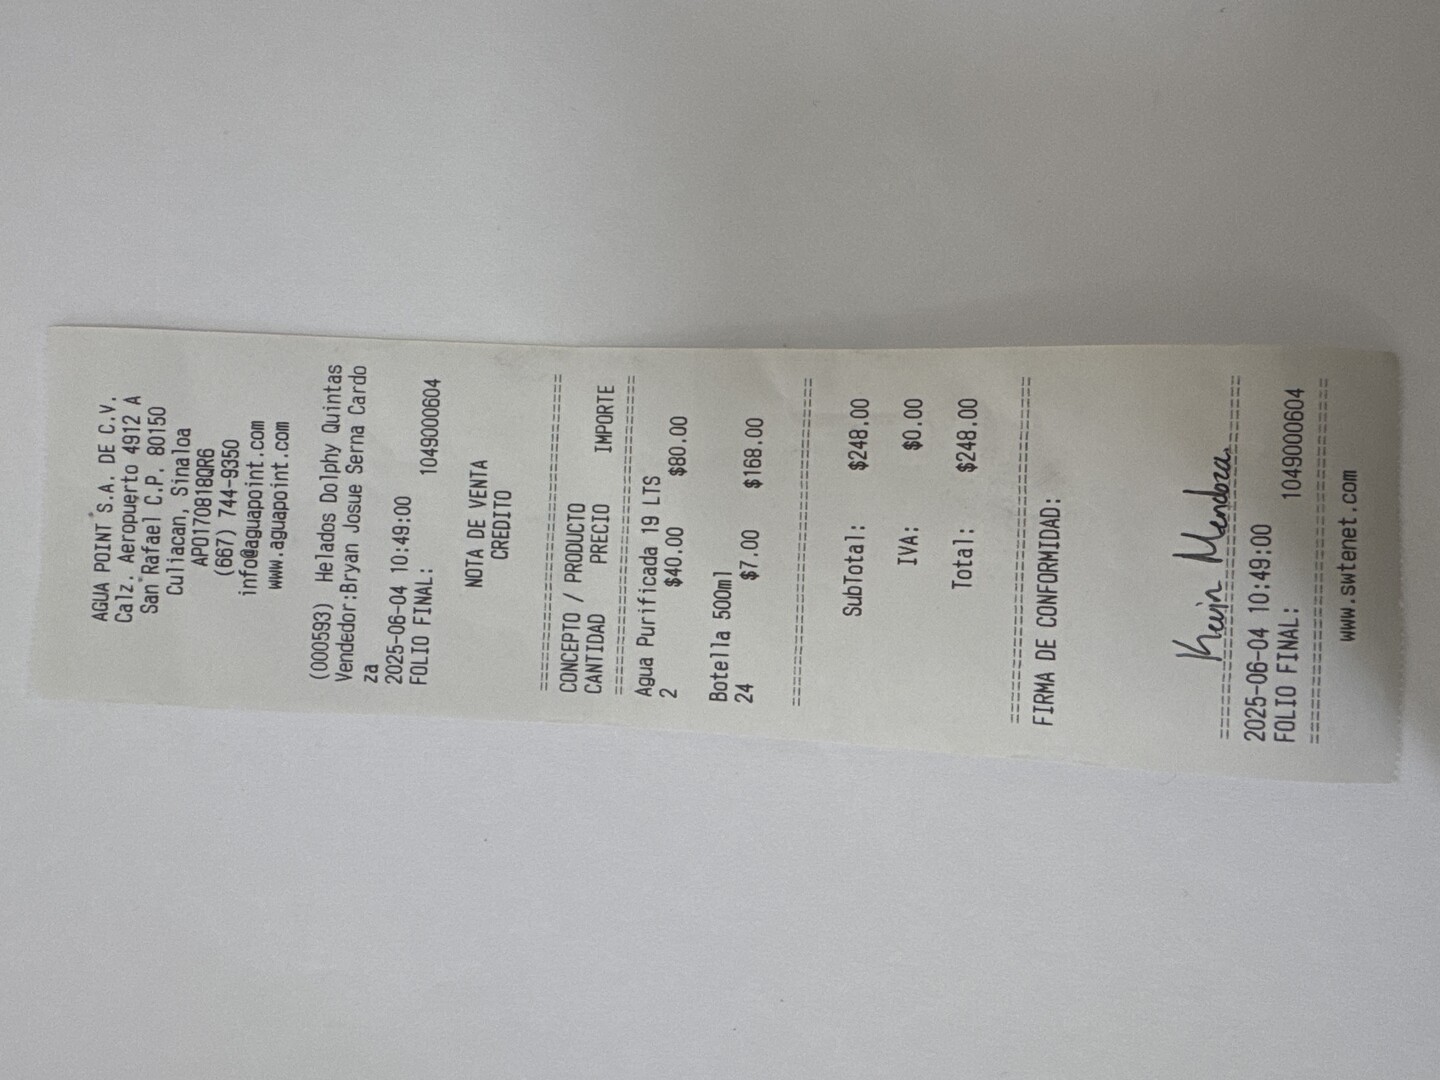 AGUA POINT S.A. DE C.V.
Calz. Aeropuerto 4912 A
San Rafael C.P. 80150
Culiacan, Sinaloa
APO170818QR6
(667) 744-9350
info@aguapoint.com
www.aguapoint.com
(000593) Helados Dolphy Quintas
Vendedor:Bryan Josue Serna Cardo
za
2025-06-04 10:49:00
FOLIO FINAL: 1049000604
NOTA DE VENTA
CREDITO
================================
CONCEPTO / PRODUCTO
CANTIDAD PRECIO IMPORTE
================================
Agua Purificada 19 LTS
2 $40.00 $80.00
Botella 500ml
24 $7.00 $168.00
================================
SubTotal: $248.00
IVA: $0.00
Total: $248.00
================================
FIRMA DE CONFORMIDAD:
Kevin Mendoza
================================
2025-06-04 10:49:00
FOLIO FINAL: 1049000604
================================
www.swtenet.com